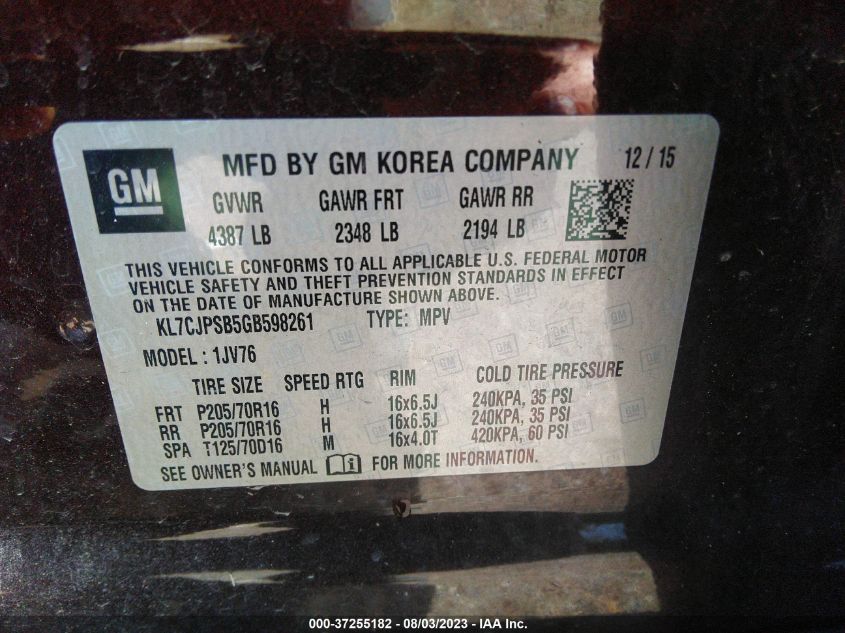 GM MFD BY GM KOREA COMPANY 12/15
GVWR GAWR FRT GAWR RR
4387 LB 2348 LB 2194 LB
THIS VEHICLE CONFORMS TO ALL APPLICABLE U.S. FEDERAL MOTOR
VEHICLE SAFETY AND THEFT PREVENTION STANDARDS IN EFFECT
ON THE DATE OF MANUFACTURE SHOWN ABOVE.
KL7CJPSB5GB598261 TYPE: MPV
MODEL : 1JV76
TIRE SIZE SPEED RTG RIM COLD TIRE PRESSURE
FRT P205/70R16 H 16x6.5J 240KPA, 35 PSI
RR P205/70R16 H 16x6.5J 240KPA, 35 PSI
SPA T125/70D16 M 16x4.0T 420KPA, 60 PSI
SEE OWNER'S MANUAL FOR MORE INFORMATION.
000-37255182 - 08/03/2023 - IAA Inc.